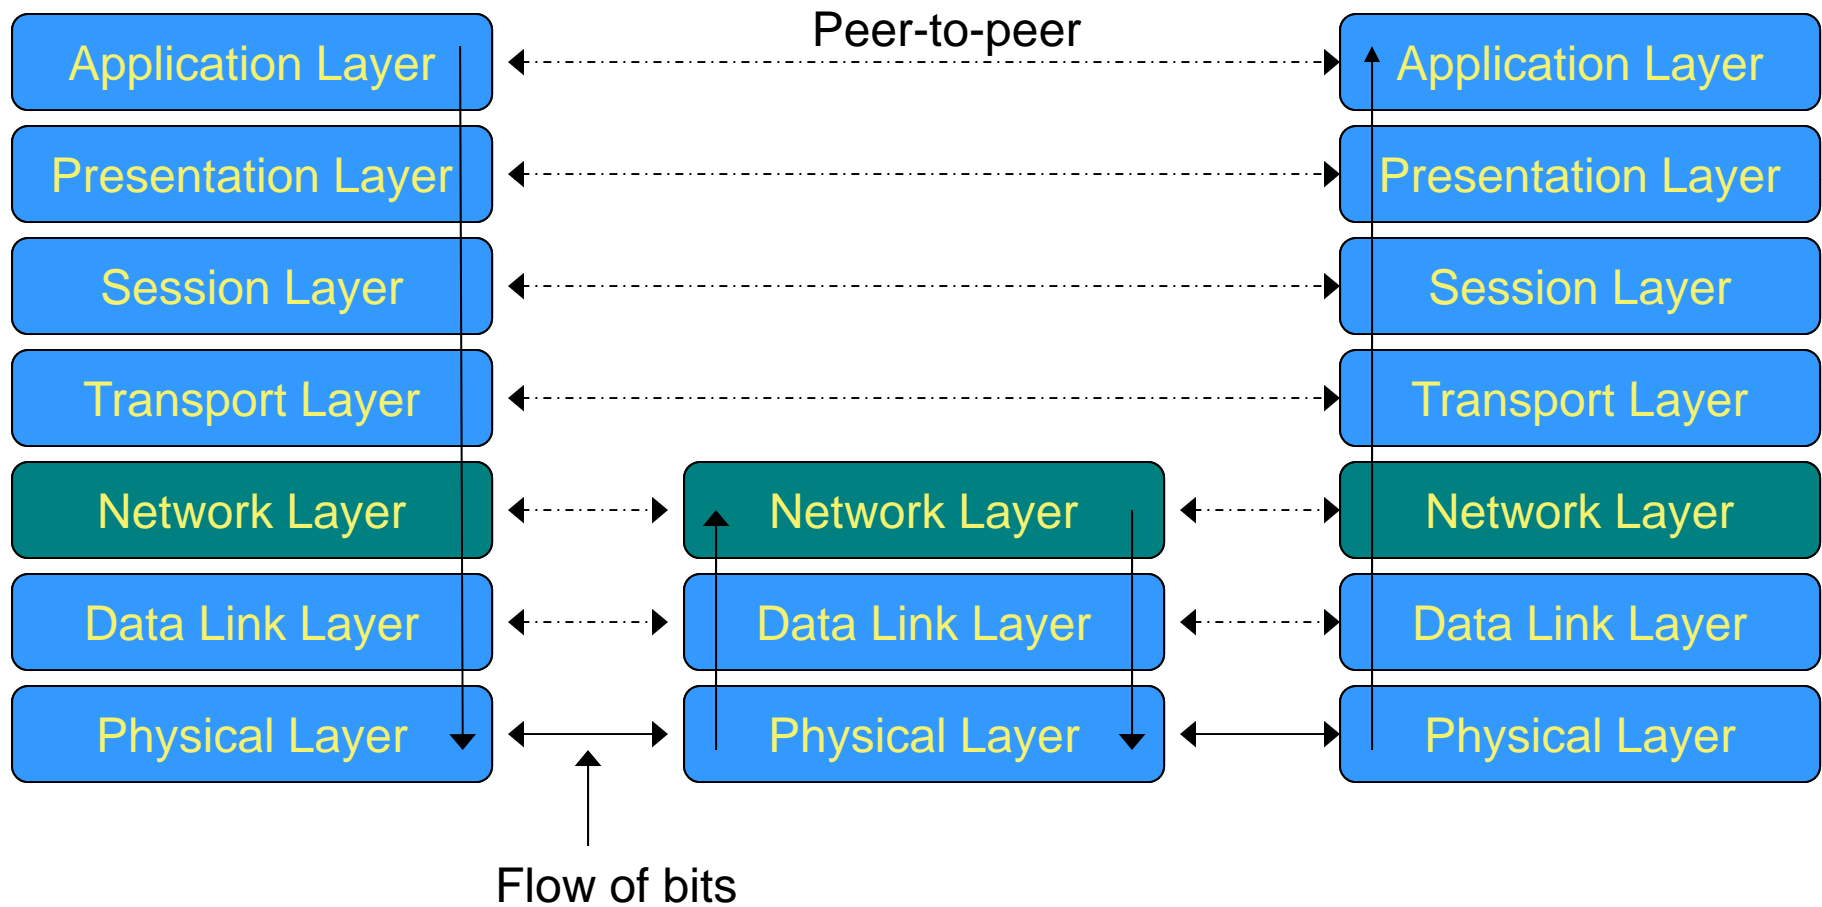 Peer-to-peer
Application Layer
Application Layer
Presentation Layer
Presentation Layer
Session Layer
Session Layer
Transport Layer
Transport Layer
Network Layer
Network Layer
Network Layer
Data Link Layer
Data Link Layer
Data Link Layer
Physical Layer
Physical Layer
Physical Layer
Flow of bits